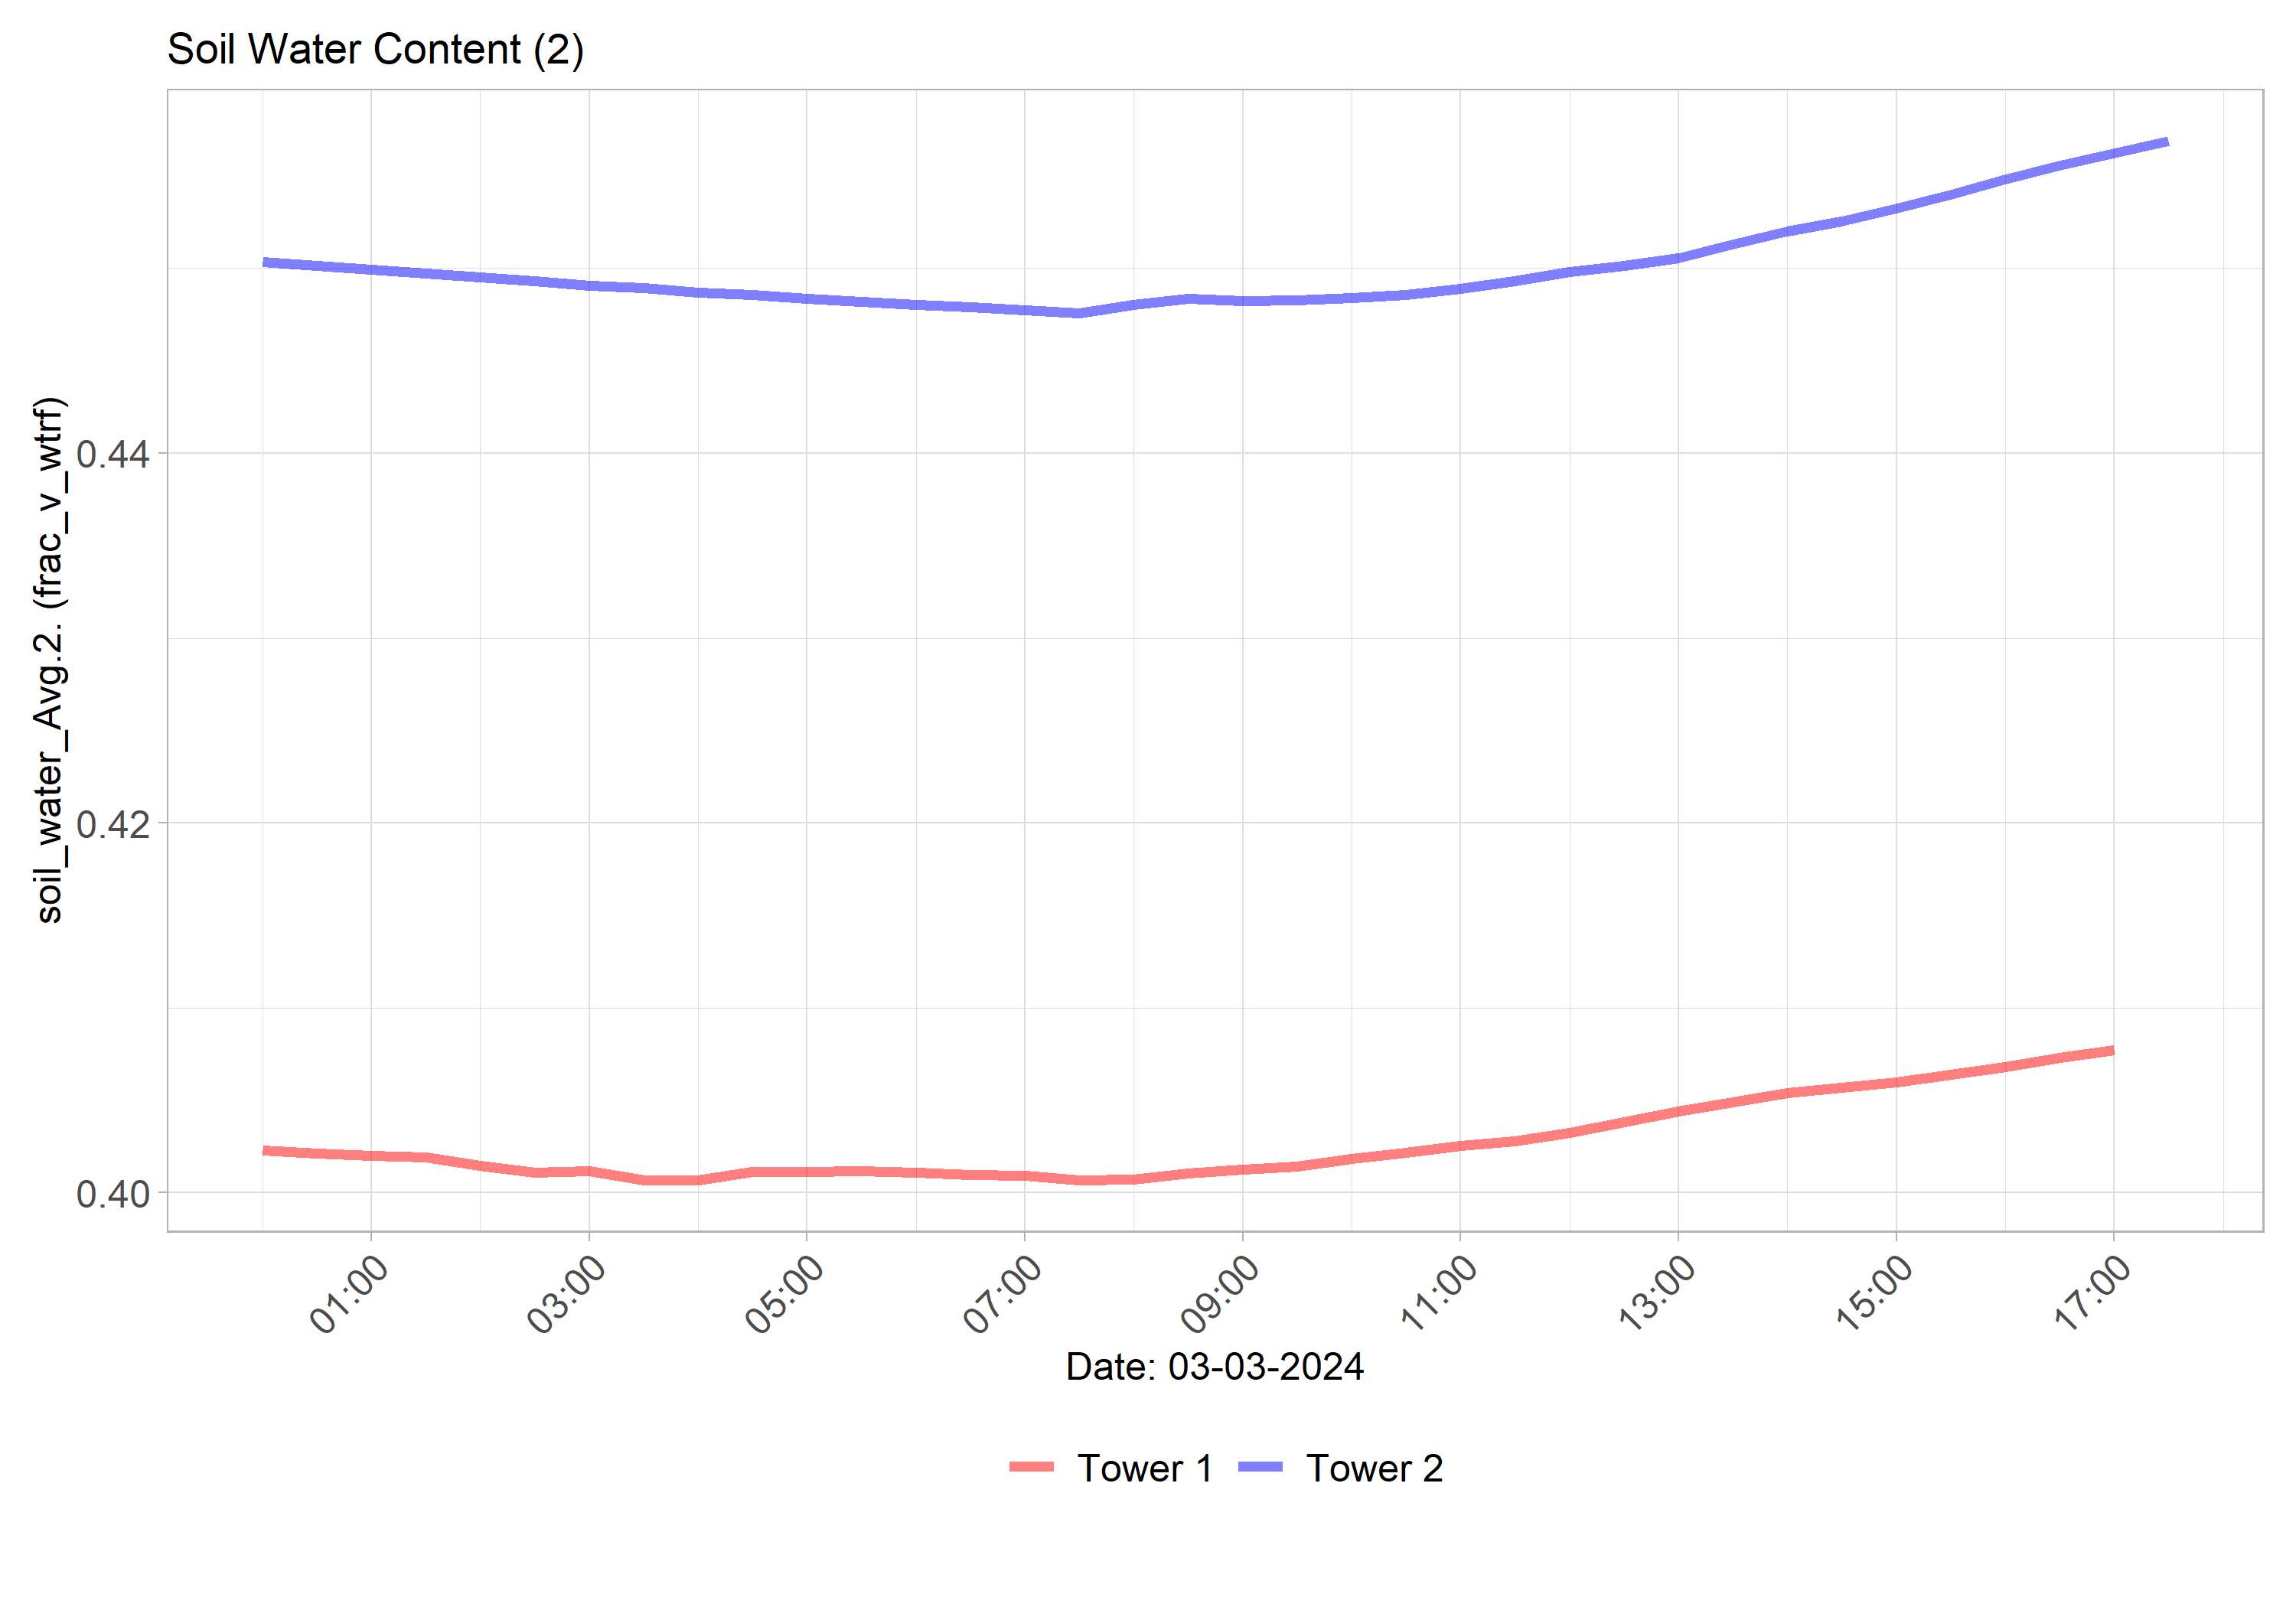 Soil Water Content (2)
soil_water_Avg.2. (frac_v_wtrf)
0.44
0.42
0.40
01:00
03:00
05:00
07:00
09:00
11:00
13:00
15:00
17:00
Date: 03-03-2024
Tower 1
Tower 2